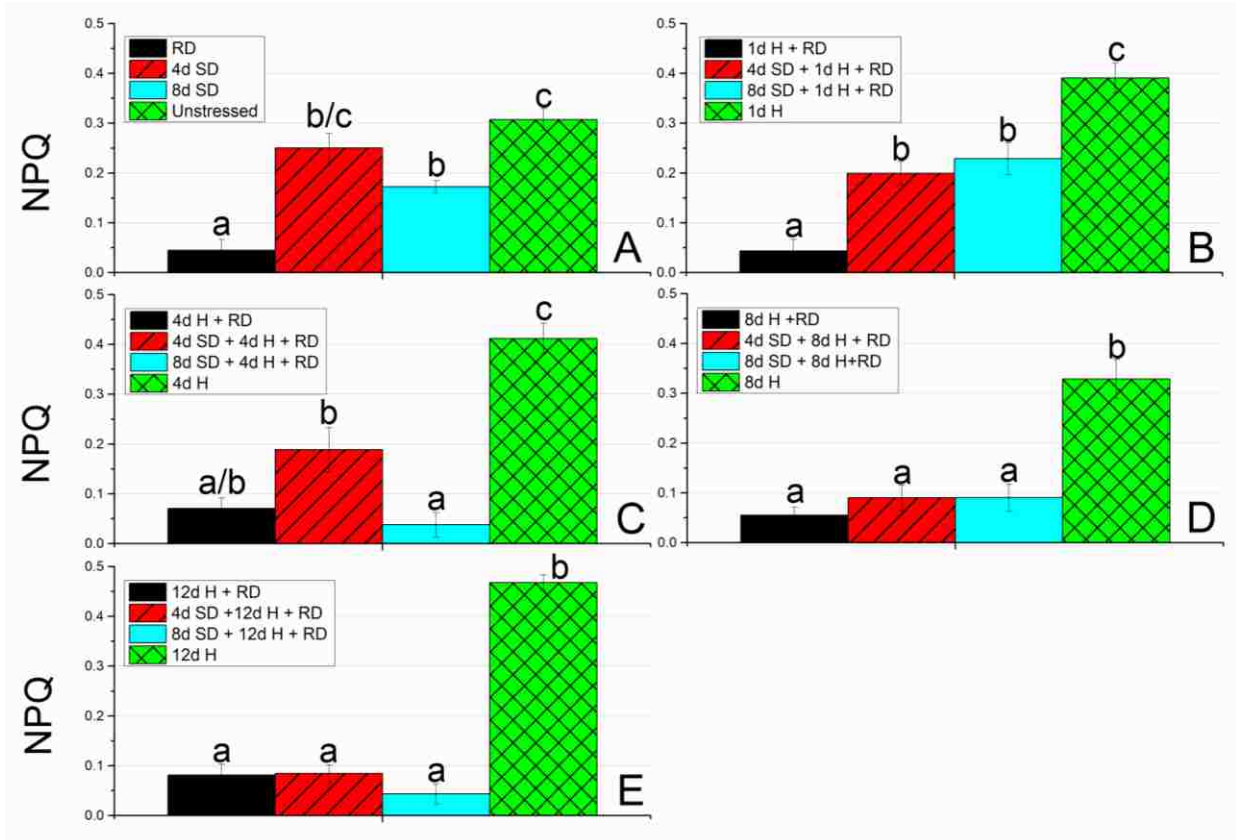 NPQ
0.5
0.4
0.3
0.2
0.1
0.0
RD
4d SD
8d SD
Unstressed
a
b/c
b
c
A
0.5
0.4
0.3
0.2
0.1
0.0
1d H + RD
4d SD + 1d H + RD
8d SD + 1d H + RD
1d H
a
b
b
c
B
NPQ
0.5
0.4
0.3
0.2
0.1
0.0
4d H + RD
4d SD + 4d H + RD
8d SD + 4d H + RD
4d H
a/b
b
a
c
C
0.5
0.4
0.3
0.2
0.1
0.0
8d H +RD
4d SD + 8d H + RD
8d SD + 8d H+RD
8d H
a
a
a
b
D
NPQ
0.5
0.4
0.3
0.2
0.1
0.0
12d H + RD
4d SD +12d H + RD
8d SD + 12d H + RD
12d H
a
a
a
b
E